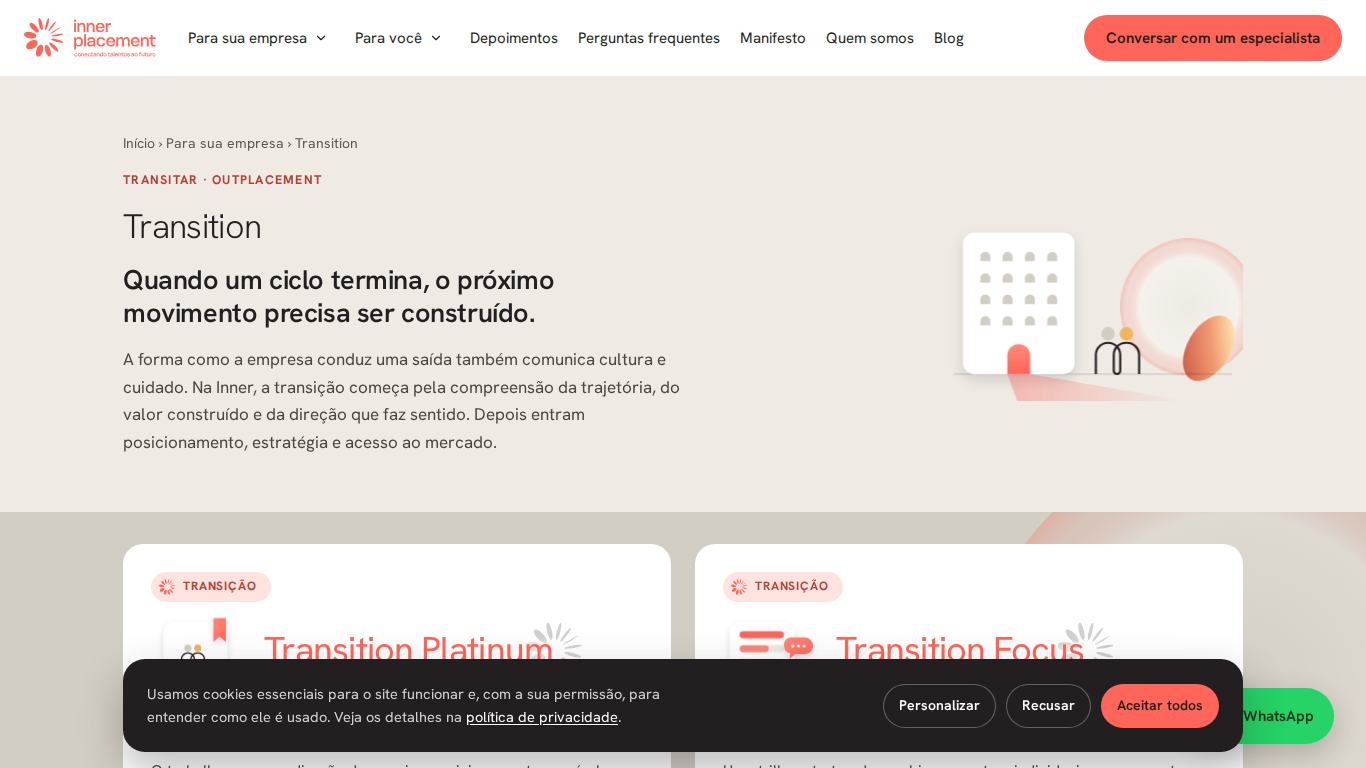 inner
placement
conectando talentos ao futuro
Para sua empresa
Para você
Depoimentos
Perguntas frequentes
Manifesto
Quem somos
Blog
Conversar com um especialista
Início › Para sua empresa › Transition
TRANSITAR · OUTPLACEMENT
Transition
Quando um ciclo termina, o próximo
movimento precisa ser construído.
A forma como a empresa conduz uma saída também comunica cultura e
cuidado. Na Inner, a transição começa pela compreensão da trajetória, do
valor construído e da direção que faz sentido. Depois entram
posicionamento, estratégia e acesso ao mercado.
TRANSIÇÃO
Transition Platinum
TRANSIÇÃO
Transition Focus
Usamos cookies essenciais para o site funcionar e, com a sua permissão, para
entender como ele é usado. Veja os detalhes na política de privacidade.
Personalizar
Recusar
Aceitar todos
WhatsApp